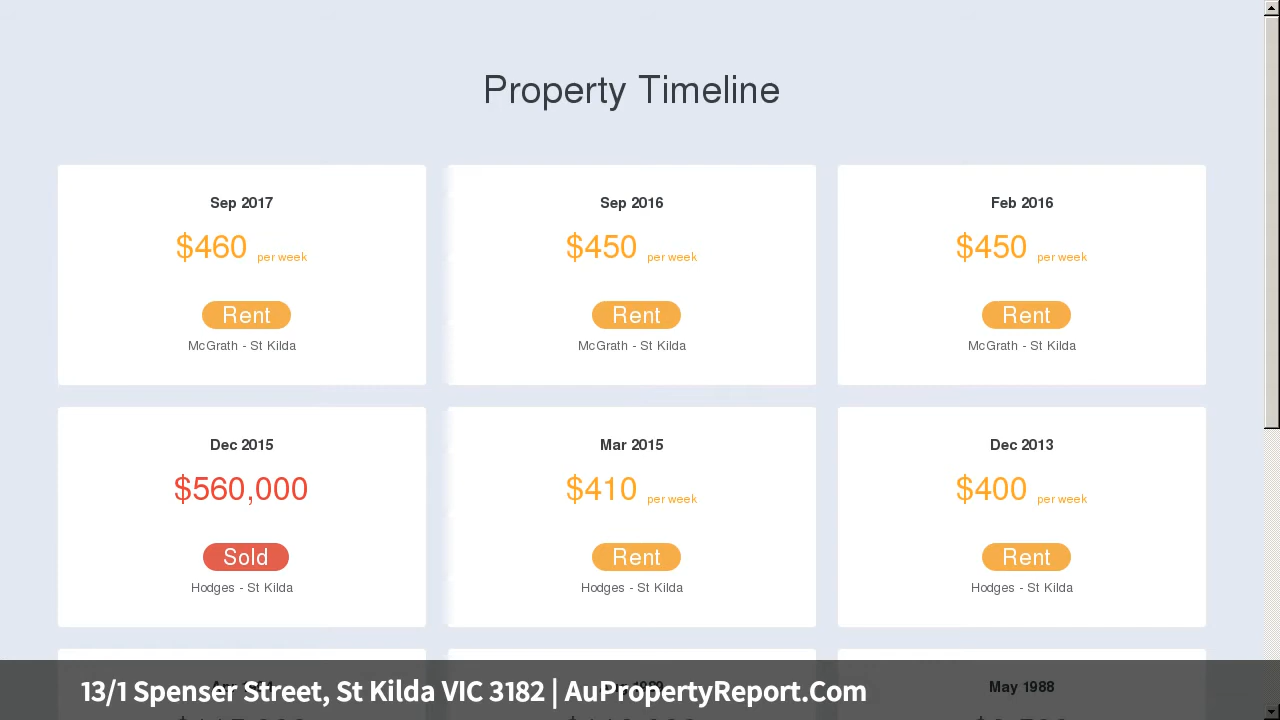 Property Timeline
Sep 2017
$460 per week
Rent
McGrath - St Kilda
Sep 2016
$450 per week
Rent
McGrath - St Kilda
Feb 2016
$450 per week
Rent
McGrath - St Kilda
Dec 2015
$560,000
Sold
Hodges - St Kilda
Mar 2015
$410 per week
Rent
Hodges - St Kilda
Dec 2013
$400 per week
Rent
Hodges - St Kilda
May 1988
13/1 Spenser Street, St Kilda VIC 3182 | AuPropertyReport.Com